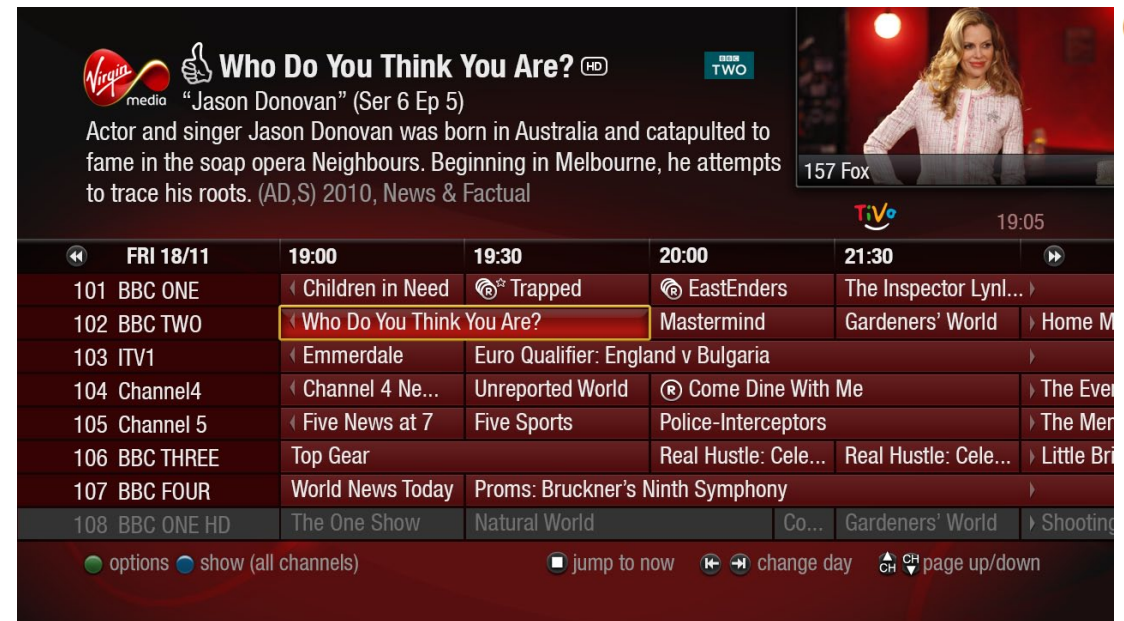 Virgin media
Who Do You Think You Are? HD
BBC TWO
“Jason Donovan” (Ser 6 Ep 5)
Actor and singer Jason Donovan was born in Australia and catapulted to
fame in the soap opera Neighbours. Beginning in Melbourne, he attempts
to trace his roots. (AD,S) 2010, News & Factual
157 Fox
TiVo 19:05
FRI 18/11 19:00 19:30 20:00 21:30
101 BBC ONE Children in Need R Trapped R EastEnders The Inspector Lynl...
102 BBC TWO Who Do You Think You Are? Mastermind Gardeners’ World Home M
103 ITV1 Emmerdale Euro Qualifier: England v Bulgaria
104 Channel4 Channel 4 Ne... Unreported World R Come Dine With Me The Ever
105 Channel 5 Five News at 7 Five Sports Police-Interceptors The Mer
106 BBC THREE Top Gear Real Hustle: Cele... Real Hustle: Cele... Little Bri
107 BBC FOUR World News Today Proms: Bruckner’s Ninth Symphony
108 BBC ONE HD The One Show Natural World Co... Gardeners’ World Shooting
options show (all channels) jump to now change day CH CH page up/down